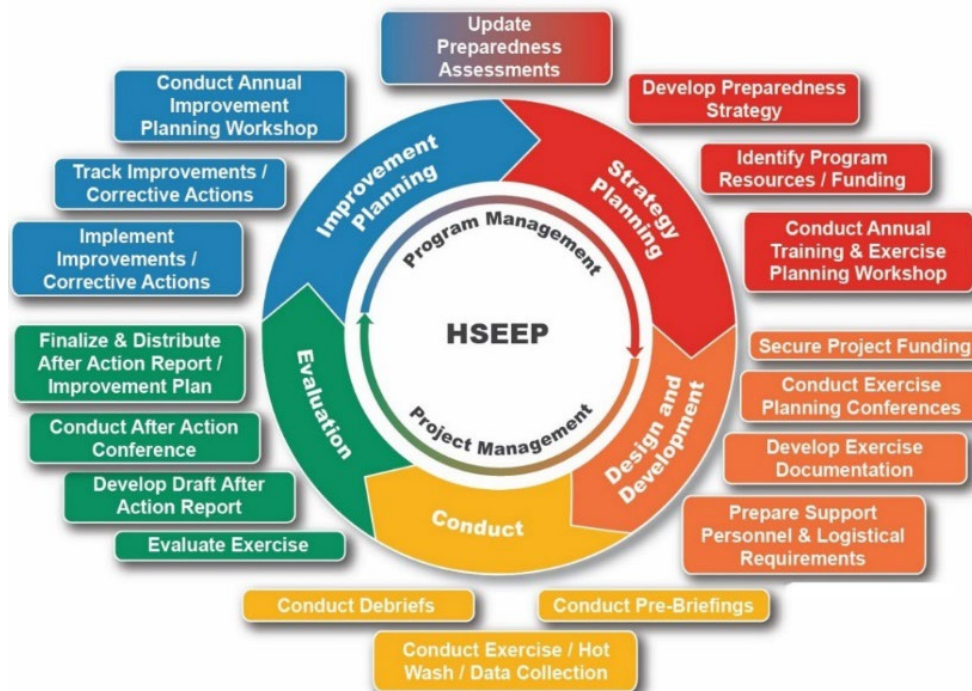 Update
Preparedness
Assessments
Develop Preparedness
Strategy
Identify Program
Resources / Funding
Conduct Annual
Training & Exercise
Planning Workshop
Secure Project Funding
Conduct Exercise
Planning Conferences
Develop Exercise
Documentation
Prepare Support
Personnel & Logistical
Requirements
Conduct Pre-Briefings
Conduct Exercise / Hot
Wash / Data Collection
Conduct Debriefs
Evaluate Exercise
Develop Draft After
Action Report
Conduct After Action
Conference
Finalize & Distribute
After Action Report /
Improvement Plan
Implement
Improvements /
Corrective Actions
Track Improvements /
Corrective Actions
Conduct Annual
Improvement
Planning Workshop
Improvement
Planning
Strategy
Planning
Design and
Development
Conduct
Evaluation
Program Management
HSEEP
Project Management